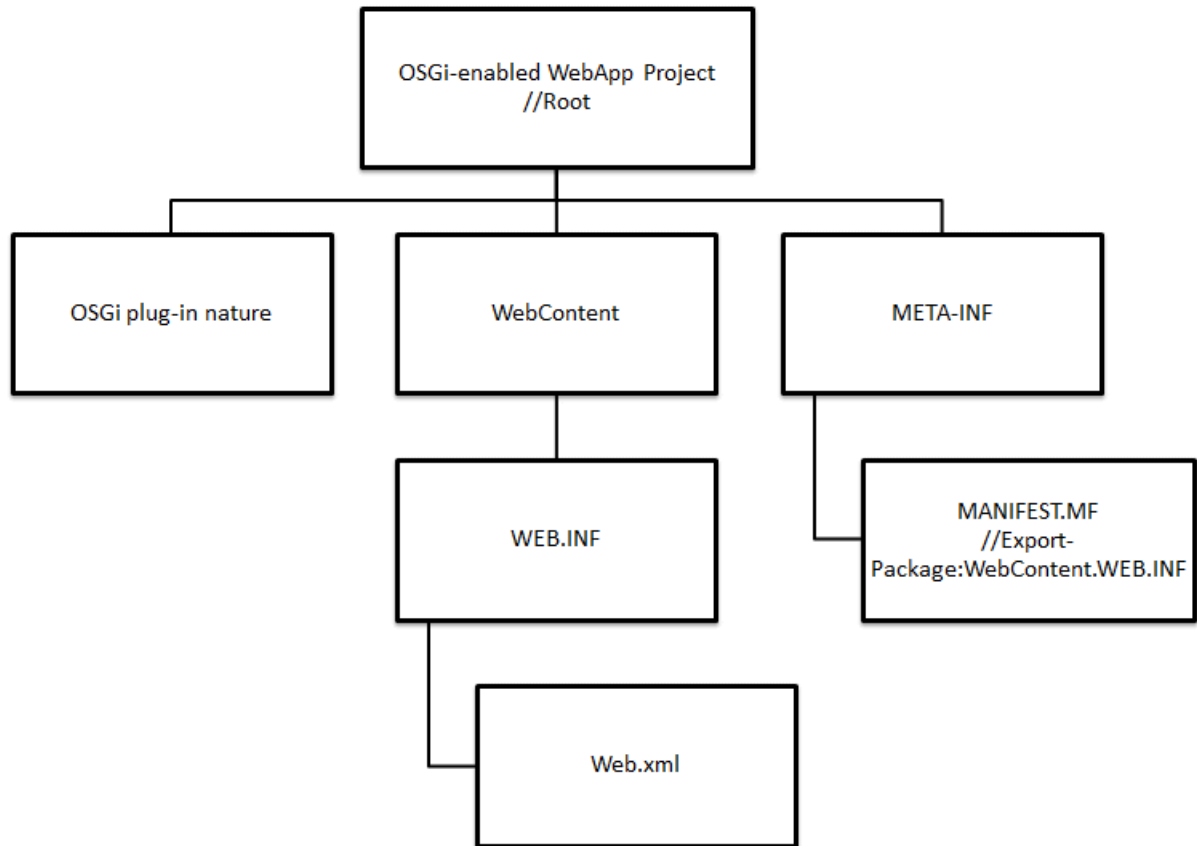 OSGi-enabled WebApp Project
//Root
OSGi plug-in nature
WebContent
META-INF
WEB.INF
MANIFEST.MF
//Export-
Package:WebContent.WEB.INF
Web.xml